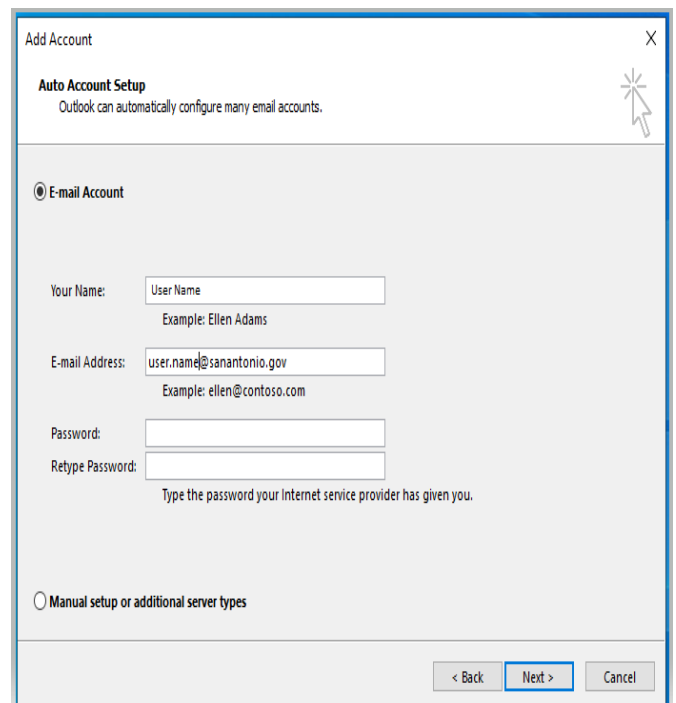 Add Account
Auto Account Setup
Outlook can automatically configure many email accounts.
E-mail Account
Your Name: User Name
Example: Ellen Adams
E-mail Address: user.name@sanantonio.gov
Example: ellen@contoso.com
Password:
Retype Password:
Type the password your Internet service provider has given you.
Manual setup or additional server types
< Back Next > Cancel